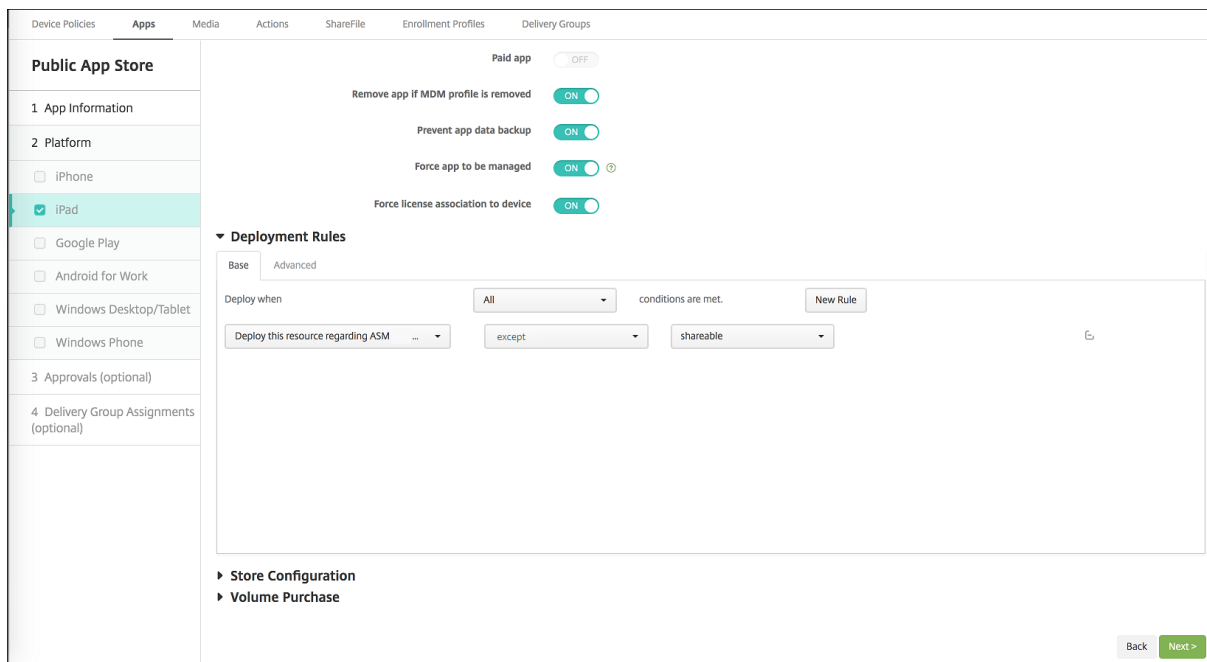 Device Policies Apps Media Actions ShareFile Enrollment Profiles Delivery Groups
Public App Store
1 App Information
2 Platform
iPhone
iPad
Google Play
Android for Work
Windows Desktop/Tablet
Windows Phone
3 Approvals (optional)
4 Delivery Group Assignments
(optional)
Paid app OFF
Remove app if MDM profile is removed ON
Prevent app data backup ON
Force app to be managed ON ?
Force license association to device ON
Deployment Rules
Base Advanced
Deploy when All conditions are met. New Rule
Deploy this resource regarding ASM ... except shareable
Store Configuration
Volume Purchase
Back Next >